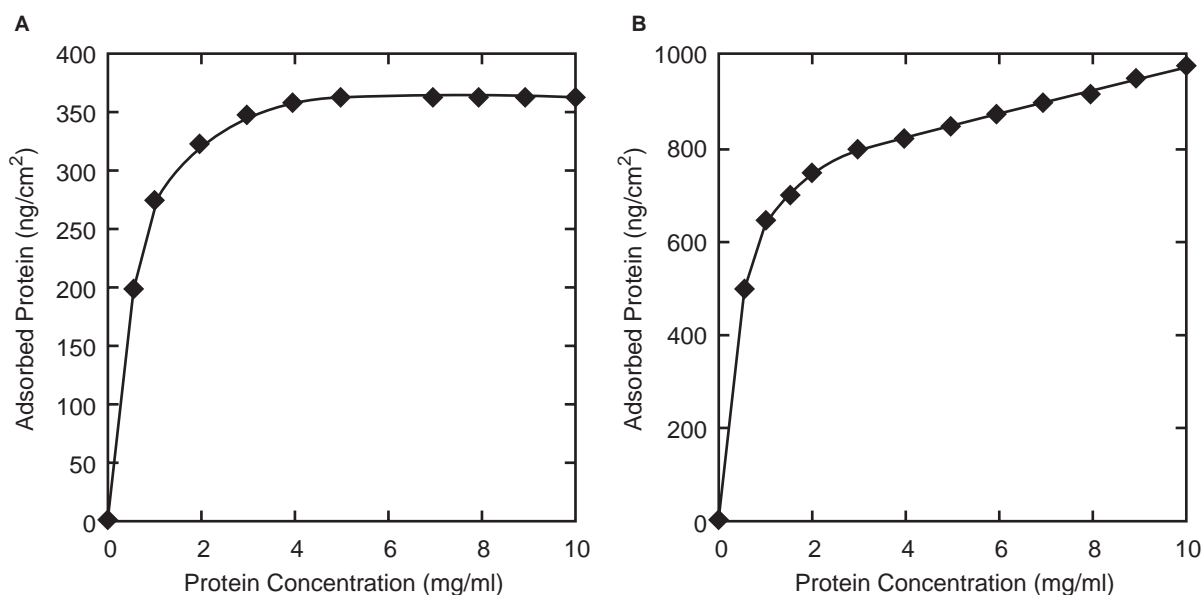 A
400
350
300
250
200
150
100
50
0
Adsorbed Protein (ng/cm²)
0 2 4 6 8 10
Protein Concentration (mg/ml)
B
1000
800
600
400
200
0
Adsorbed Protein (ng/cm²)
0 2 4 6 8 10
Protein Concentration (mg/ml)